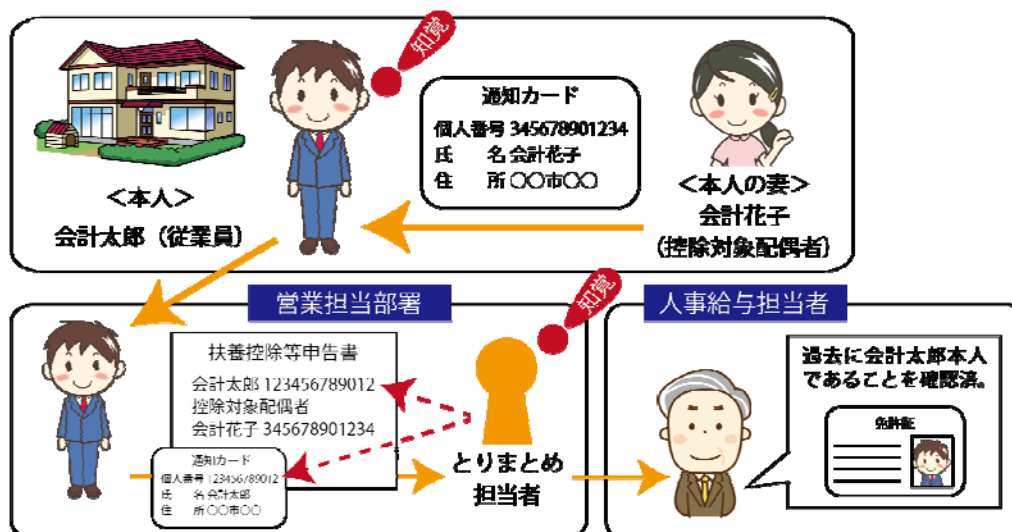 知覚
通知カード
個人番号 345678901234
氏 名 会計花子
住 所 〇〇市〇〇
<本人>
会計太郎（従業員）
<本人の妻>
会計花子
（控除対象配偶者）
営業担当部署
知覚
人事給与担当者
扶養控除等申告書
会計太郎 123456789012
控除対象配偶者
会計花子 345678901234
通知カード
個人番号 123456789012
氏 名 会計太郎
住 所 〇〇市〇〇
とりまとめ
担当者
過去に会計太郎本人
であることを確認済。
免許証